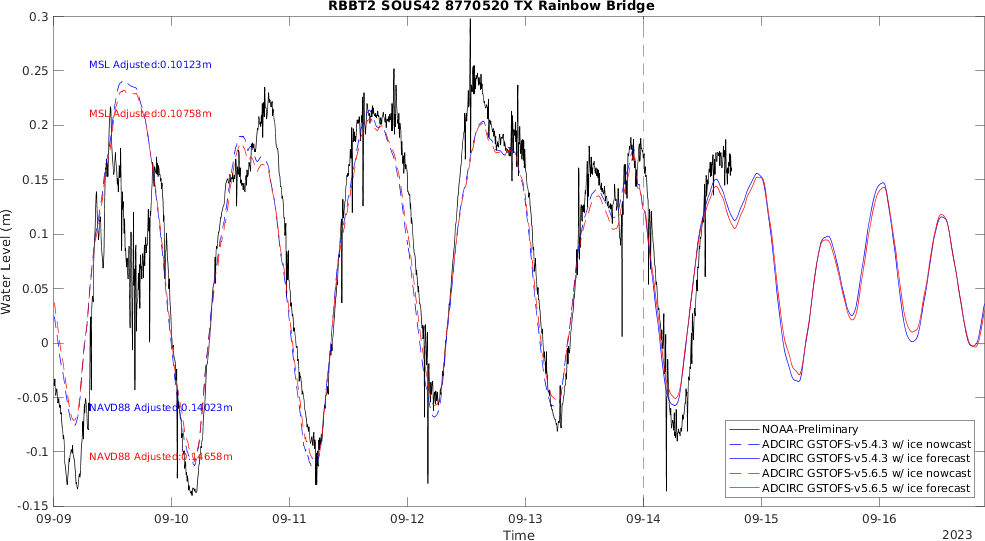 RBBT2 SOUS42 8770520 TX Rainbow Bridge
0.3
0.25
0.2
0.15
0.1
0.05
0
-0.05
-0.1
-0.15
Water Level (m)
MSL Adjusted:0.10123m
MSL Adjusted:0.10758m
NAVD88 Adjusted:0.14023m
NAVD88 Adjusted:0.14658m
NOAA-Preliminary
ADCIRC GSTOFS-v5.4.3 w/ ice nowcast
ADCIRC GSTOFS-v5.4.3 w/ ice forecast
ADCIRC GSTOFS-v5.6.5 w/ ice nowcast
ADCIRC GSTOFS-v5.6.5 w/ ice forecast
09-09 09-10 09-11 09-12 09-13 09-14 09-15 09-16
Time
2023